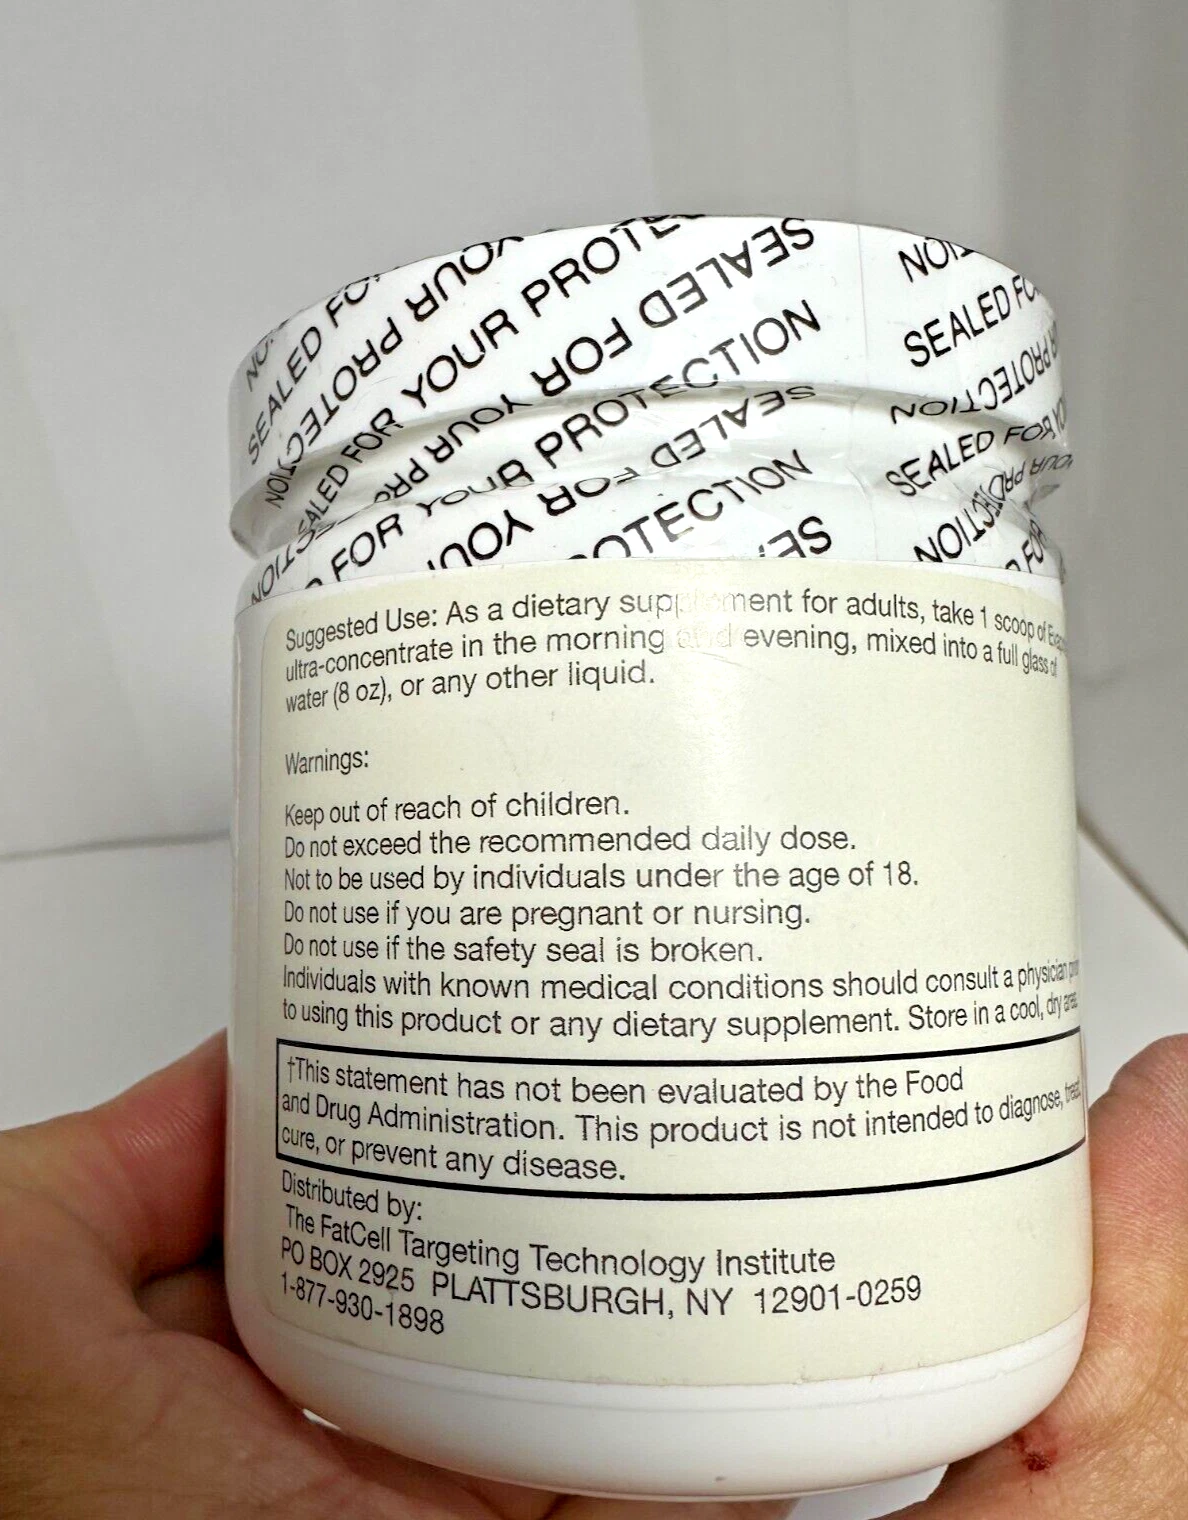 SEALED FOR YOUR PROTECTION
Suggested Use: As a dietary supplement for adults, take 1 scoop of
ultra-concentrate in the morning and evening, mixed into a full glass of
water (8 oz), or any other liquid.
Warnings:
Keep out of reach of children.
Do not exceed the recommended daily dose.
Not to be used by individuals under the age of 18.
Do not use if you are pregnant or nursing.
Do not use if the safety seal is broken.
Individuals with known medical conditions should consult a physician
to using this product or any dietary supplement. Store in a cool, dry area.
†This statement has not been evaluated by the Food
and Drug Administration. This product is not intended to diagnose, treat,
cure, or prevent any disease.
Distributed by:
The FatCell Targeting Technology Institute
PO BOX 2925 PLATTSBURGH, NY 12901-0259
1-877-930-1898